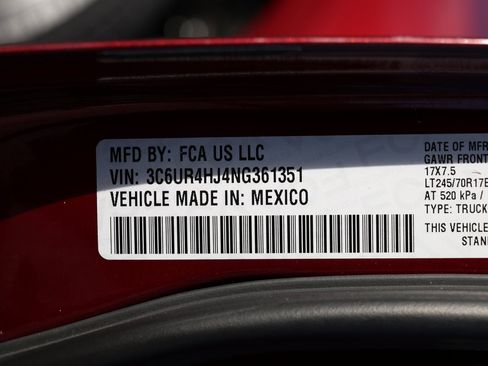 MFD BY: FCA US LLC
VIN: 3C6UR4HJ4NG361351
VEHICLE MADE IN: MEXICO
DATE OF MFR
GAWR FRONT
17X7.5
LT245/70R17E
AT 520 kPa /
TYPE: TRUCK
THIS VEHICLE
STAN